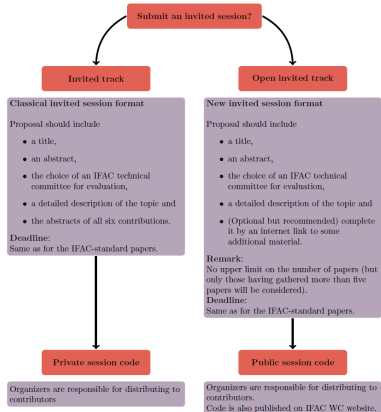 Submit an invited session?
Invited track
Classical invited session format
Proposal should include
• a title,
• an abstract,
• the choice of an IFAC technical
committee for evaluation,
• a detailed description of the topic and
• the abstracts of all six contributions.
Deadline:
Same as for the IFAC-standard papers.
Private session code
Organizers are responsible for distributing to
contributors
Open invited track
New invited session format
Proposal should include
• a title,
• an abstract,
• the choice of an IFAC technical
committee for evaluation,
• a detailed description of the topic and
• (Optional but recommended) complete
it by an internet link to some
additional material.
Remark:
No upper limit on the number of papers (but
only those having gathered more than five
papers will be considered).
Deadline:
Same as for the IFAC-standard papers.
Public session code
Organizers are responsible for distributing to
contributors.
Code is also published on IFAC WC website.